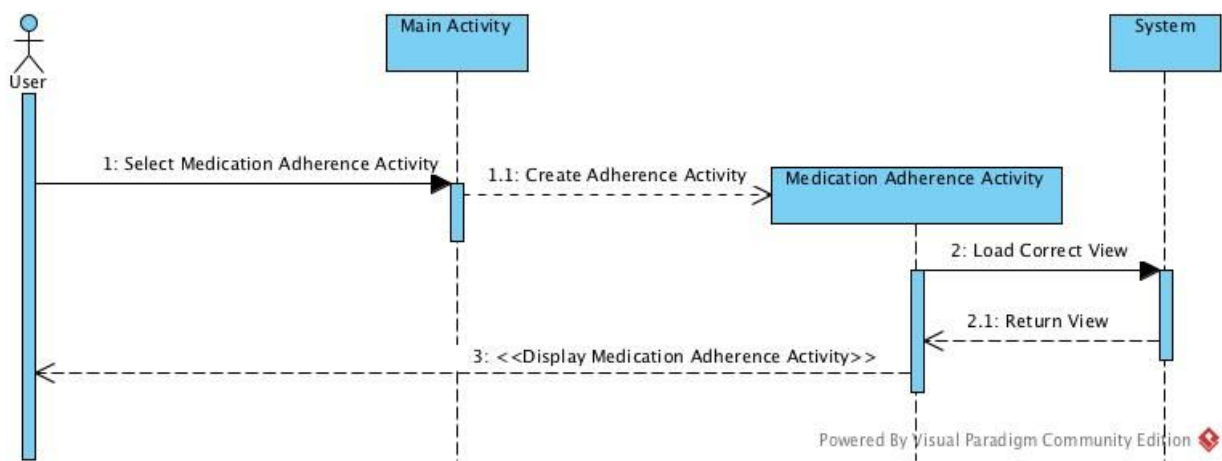 Main Activity
System
User
1: Select Medication Adherence Activity
1.1: Create Adherence Activity
Medication Adherence Activity
2: Load Correct View
2.1: Return View
3: <<Display Medication Adherence Activity>>
Powered By Visual Paradigm Community Edition